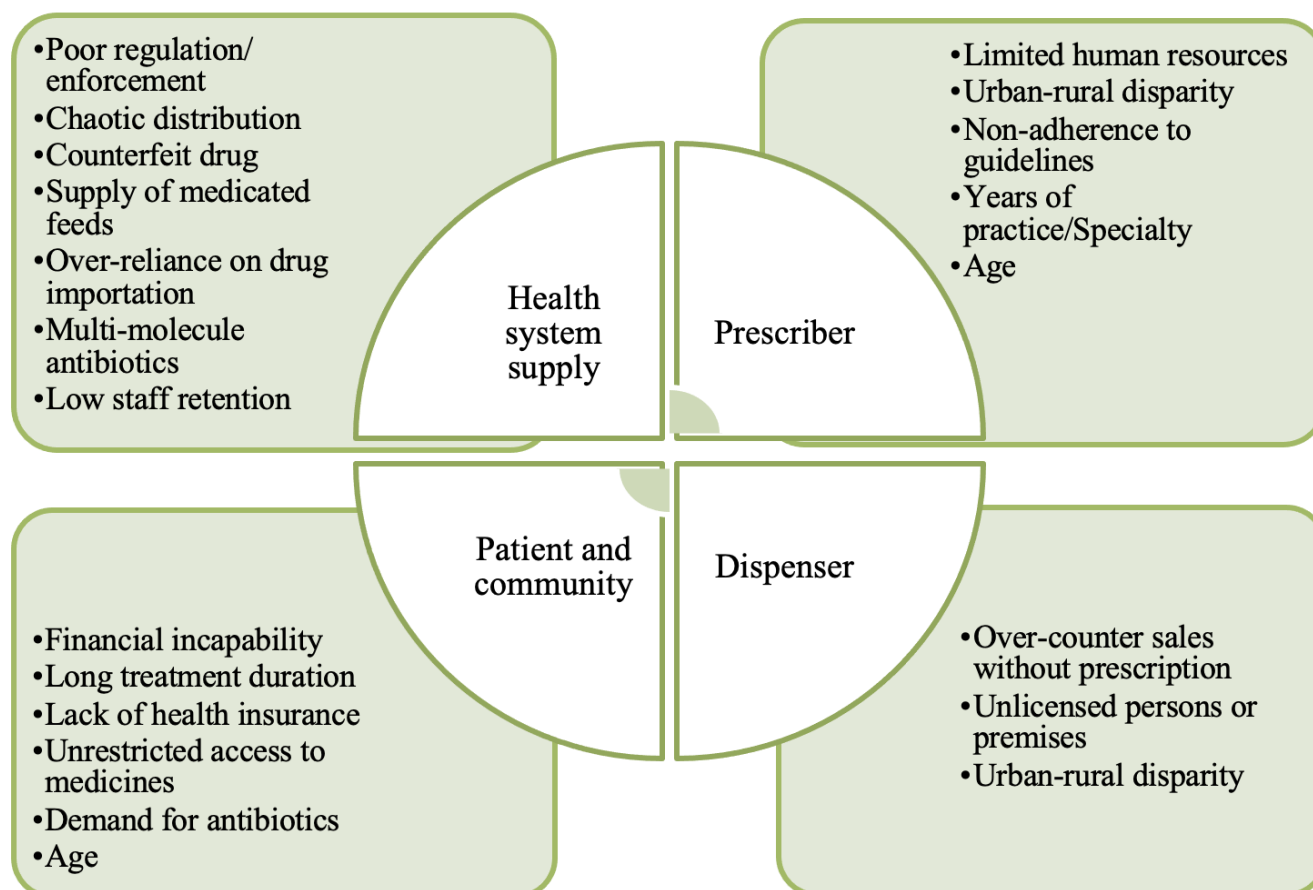 •Poor regulation/
enforcement
•Chaotic distribution
•Counterfeit drug
•Supply of medicated
feeds
•Over-reliance on drug
importation
•Multi-molecule
antibiotics
•Low staff retention
•Limited human resources
•Urban-rural disparity
•Non-adherence to
guidelines
•Years of
practice/Specialty
•Age
Health
system
supply
Prescriber
Patient and
community
Dispenser
•Financial incapability
•Long treatment duration
•Lack of health insurance
•Unrestricted access to
medicines
•Demand for antibiotics
•Age
•Over-counter sales
without prescription
•Unlicensed persons or
premises
•Urban-rural disparity